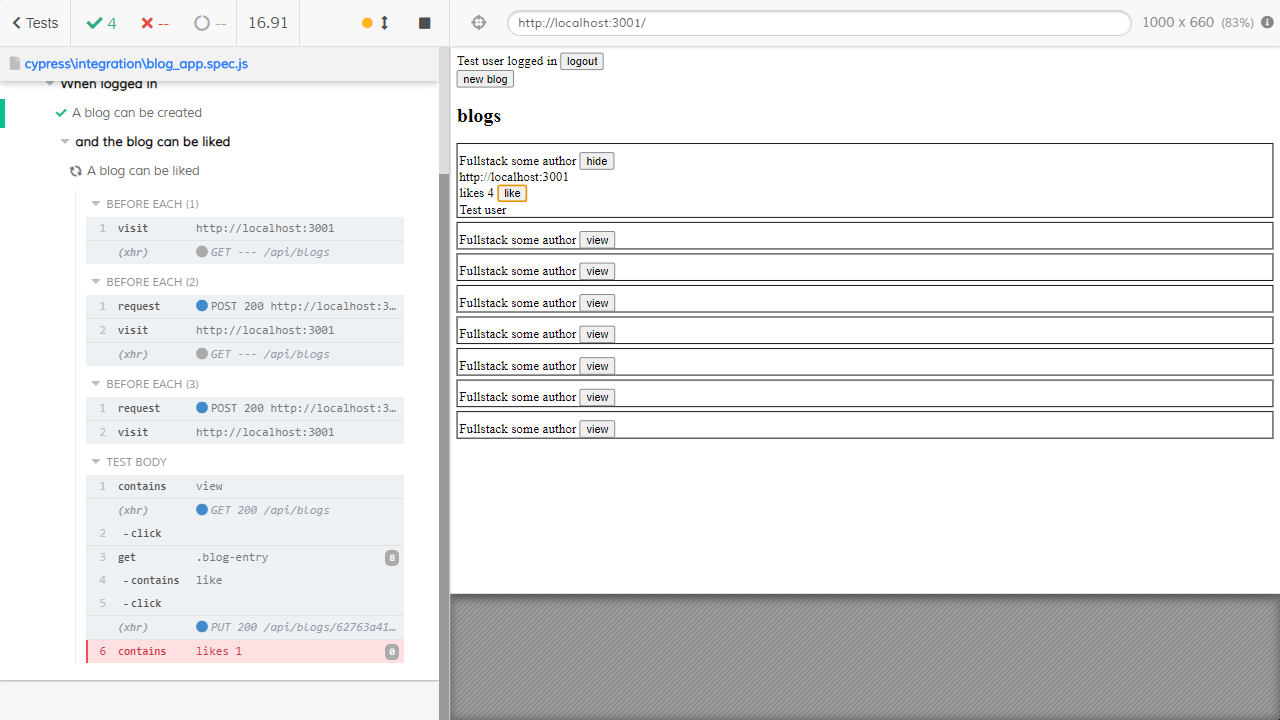 Tests
4
--
--
16.91
http://localhost:3001/
1000 x 660 (83%)
cypress\integration\blog_app.spec.js
When logged in
A blog can be created
and the blog can be liked
A blog can be liked
BEFORE EACH (1)
1 visit http://localhost:3001
(xhr) GET --- /api/blogs
BEFORE EACH (2)
1 request POST 200 http://localhost:3…
2 visit http://localhost:3001
(xhr) GET --- /api/blogs
BEFORE EACH (3)
1 request POST 200 http://localhost:3…
2 visit http://localhost:3001
TEST BODY
1 contains view
(xhr) GET 200 /api/blogs
2 - click
3 get .blog-entry 8
4 - contains like
5 - click
(xhr) PUT 200 /api/blogs/62763a41…
6 contains likes 1 0
Test user logged in logout
new blog
blogs
Fullstack some author hide
http://localhost:3001
likes 4 like
Test user
Fullstack some author view
Fullstack some author view
Fullstack some author view
Fullstack some author view
Fullstack some author view
Fullstack some author view
Fullstack some author view